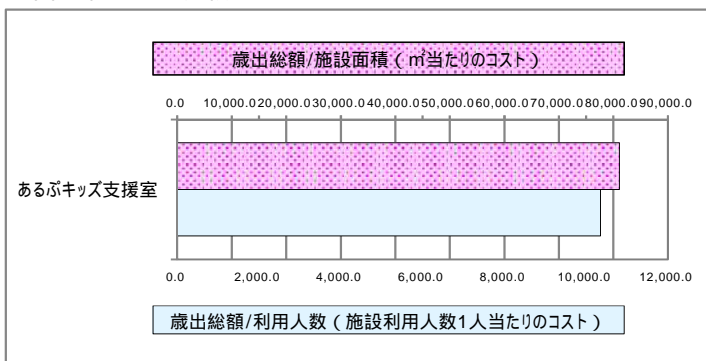 歳出総額/施設面積(㎡当たりのコスト)
0.0 10,000.0 20,000.0 30,000.0 40,000.0 50,000.0 60,000.0 70,000.0 80,000.0 90,000.0
あるぷキッズ支援室
0.0 2,000.0 4,000.0 6,000.0 8,000.0 10,000.0 12,000.0
歳出総額/利用人数(施設利用人数1人当たりのコスト)